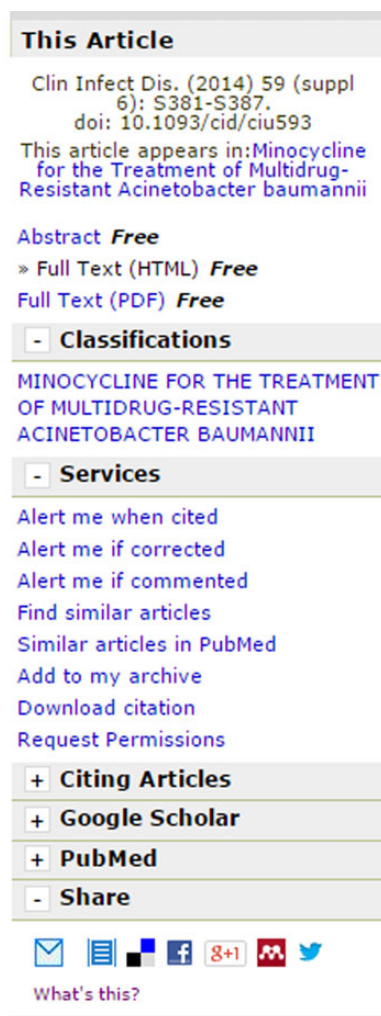 This Article
Clin Infect Dis. (2014) 59 (suppl
6): S381-S387.
doi: 10.1093/cid/ciu593
This article appears in:Minocycline
for the Treatment of Multidrug-
Resistant Acinetobacter baumannii
Abstract Free
» Full Text (HTML) Free
Full Text (PDF) Free
- Classifications
MINOCYCLINE FOR THE TREATMENT
OF MULTIDRUG-RESISTANT
ACINETOBACTER BAUMANNII
- Services
Alert me when cited
Alert me if corrected
Alert me if commented
Find similar articles
Similar articles in PubMed
Add to my archive
Download citation
Request Permissions
+ Citing Articles
+ Google Scholar
+ PubMed
- Share
f g+1
What's this?